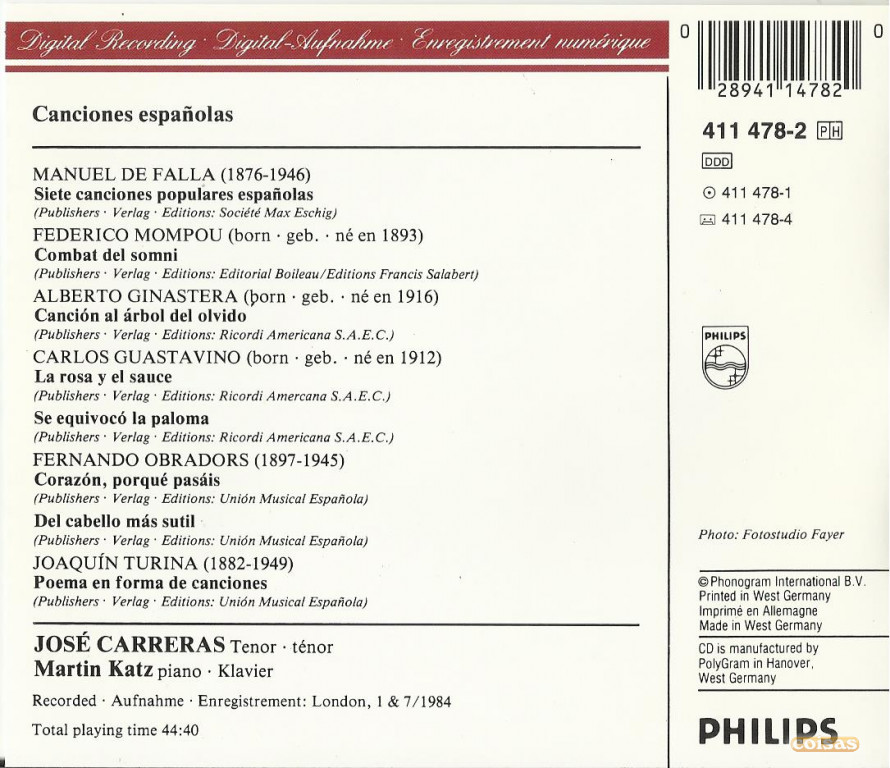 Digital Recording · Digital-Aufnahme · Enregistrement numérique
Canciones españolas
MANUEL DE FALLA (1876-1946)
Siete canciones populares españolas
(Publishers · Verlag · Editions: Société Max Eschig)
FEDERICO MOMPOU (born · geb. · né en 1893)
Combat del somni
(Publishers · Verlag · Editions: Editorial Boileau/Editions Francis Salabert)
ALBERTO GINASTERA (born · geb. · né en 1916)
Canción al árbol del olvido
(Publishers · Verlag · Editions: Ricordi Americana S.A.E.C.)
CARLOS GUASTAVINO (born · geb. · né en 1912)
La rosa y el sauce
(Publishers · Verlag · Editions: Ricordi Amercana S.A.E.C.)
Se equivocó la paloma
(Publishers · Verlag · Editions: Ricordi Americana S.A.E.C.)
FERNANDO OBRADORS (1897-1945)
Corazón, porqué pasáis
(Publishers · Verlag · Editions: Unión Musical Española)
Del cabello más sutil
(Publishers · Verlag · Editions: Unión Musical Española)
JOAQUÍN TURINA (1882-1949)
Poema en forma de canciones
(Publishers · Verlag · Editions: Unión Musical Española)
JOSÉ CARRERAS Tenor · ténor
Martin Katz piano · Klavier
Recorded · Aufnahme · Enregistrement: London, 1 & 7/1984
Total playing time 44:40
0 28941 14782 0
411 478-2 PH
DDD
411 478-1
411 478-4
PHILIPS
Photo: Fotostudio Fayer
©Phonogram International B.V.
Printed in West Germany
Imprimé en Allemagne
Made in West Germany
CD is manufactured by
PolyGram in Hanover,
West Germany
PHILIPS
coisas